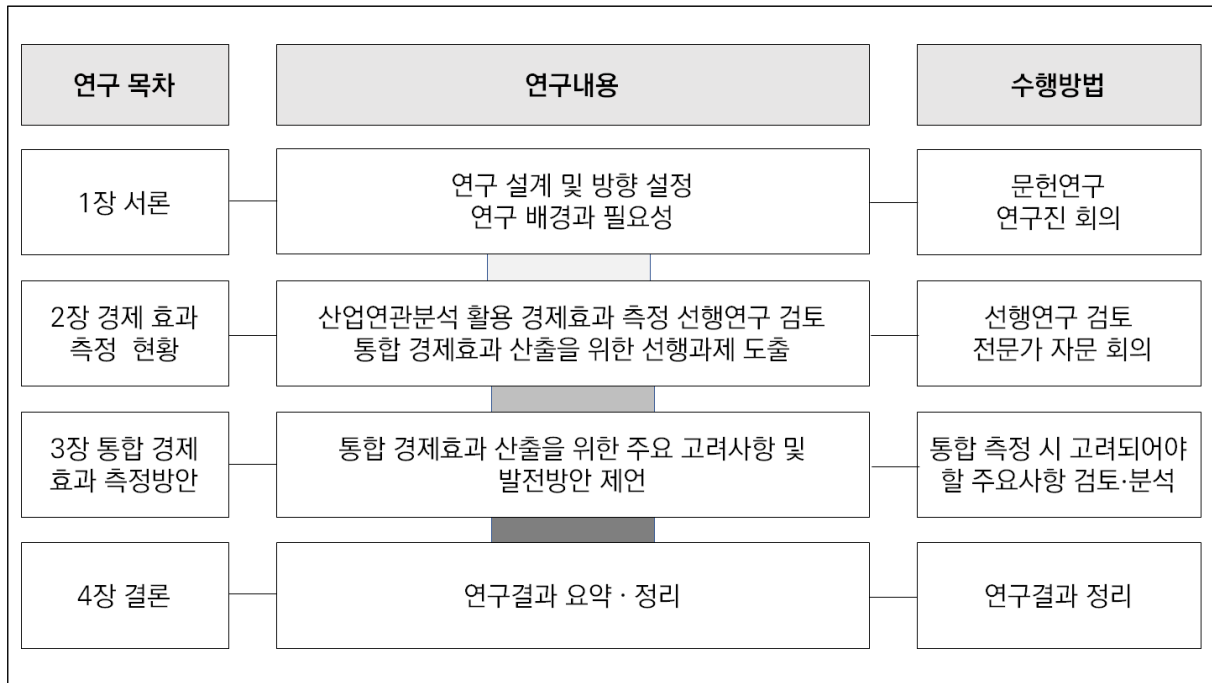 연구 목차
연구내용
수행방법
1장 서론
연구 설계 및 방향 설정
연구 배경과 필요성
문헌연구
연구진 회의
2장 경제 효과
측정 현황
산업연관분석 활용 경제효과 측정 선행연구 검토
통합 경제효과 산출을 위한 선행과제 도출
선행연구 검토
전문가 자문 회의
3장 통합 경제
효과 측정방안
통합 경제효과 산출을 위한 주요 고려사항 및
발전방안 제언
통합 측정 시 고려되어야
할 주요사항 검토·분석
4장 결론
연구결과 요약 · 정리
연구결과 정리